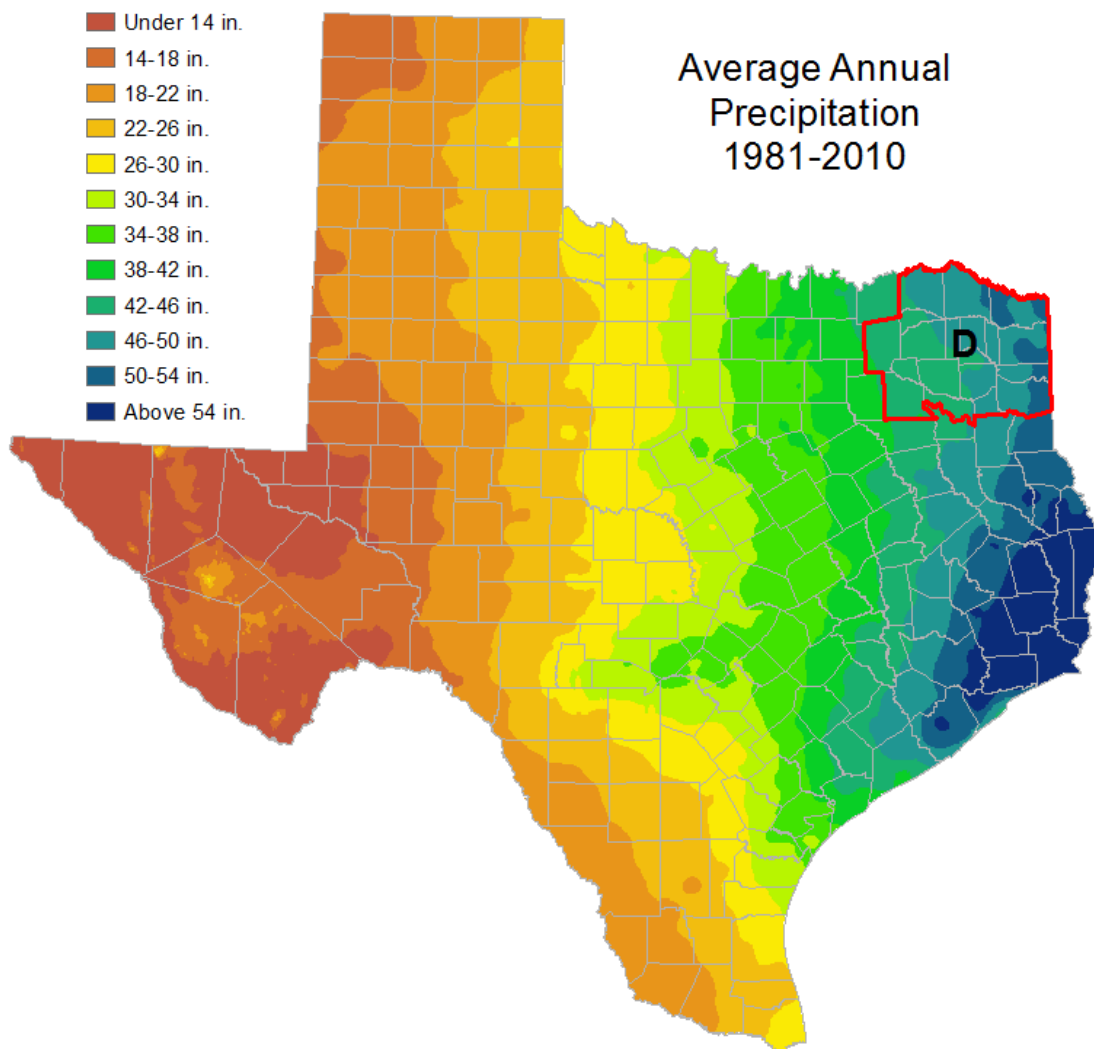 Under 14 in.
14-18 in.
18-22 in.
22-26 in.
26-30 in.
30-34 in.
34-38 in.
38-42 in.
42-46 in.
46-50 in.
50-54 in.
Above 54 in.
Average Annual
Precipitation
1981-2010
D